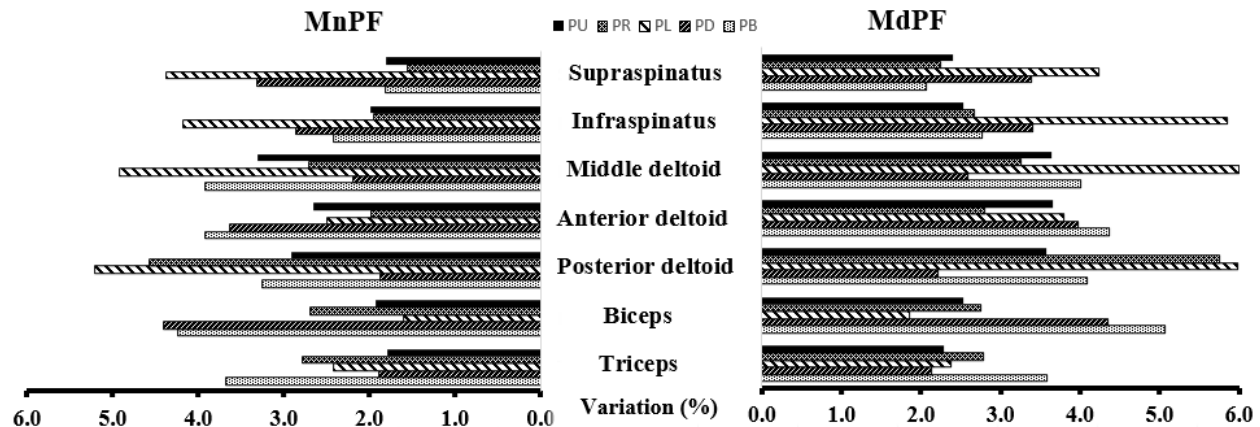 MnPF
PU PR PL PD PB
MdPF
Supraspinatus
Infraspinatus
Middle deltoid
Anterior deltoid
Posterior deltoid
Biceps
Triceps
6.0 5.0 4.0 3.0 2.0 1.0 0.0
Variation (%)
0.0 1.0 2.0 3.0 4.0 5.0 6.0